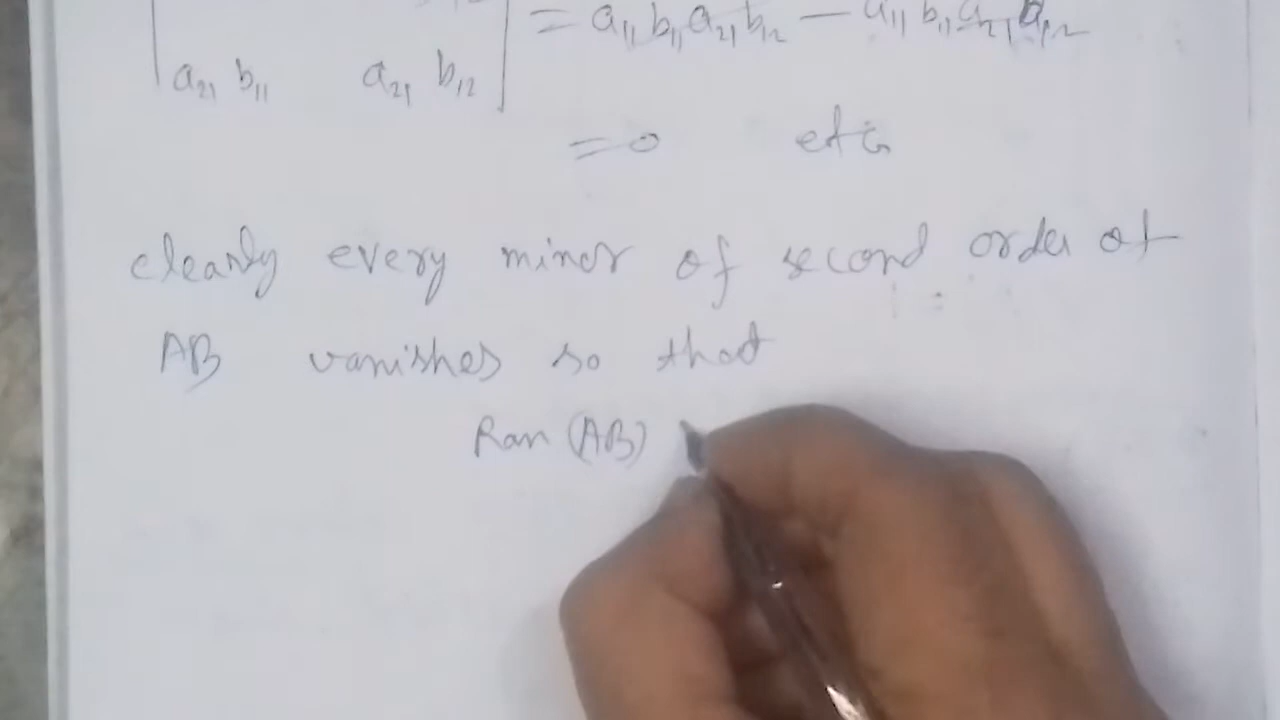 = a₁₁ b₁₁ a₂₁ b₁₂ — a₁₁ b₁₁ a₂₁ b₁₂
a₂₁ b₁₁ a₂₁ b₁₂
= 0 etc
clearly every minor of second order of
AB vanishes so that
Ran (AB)